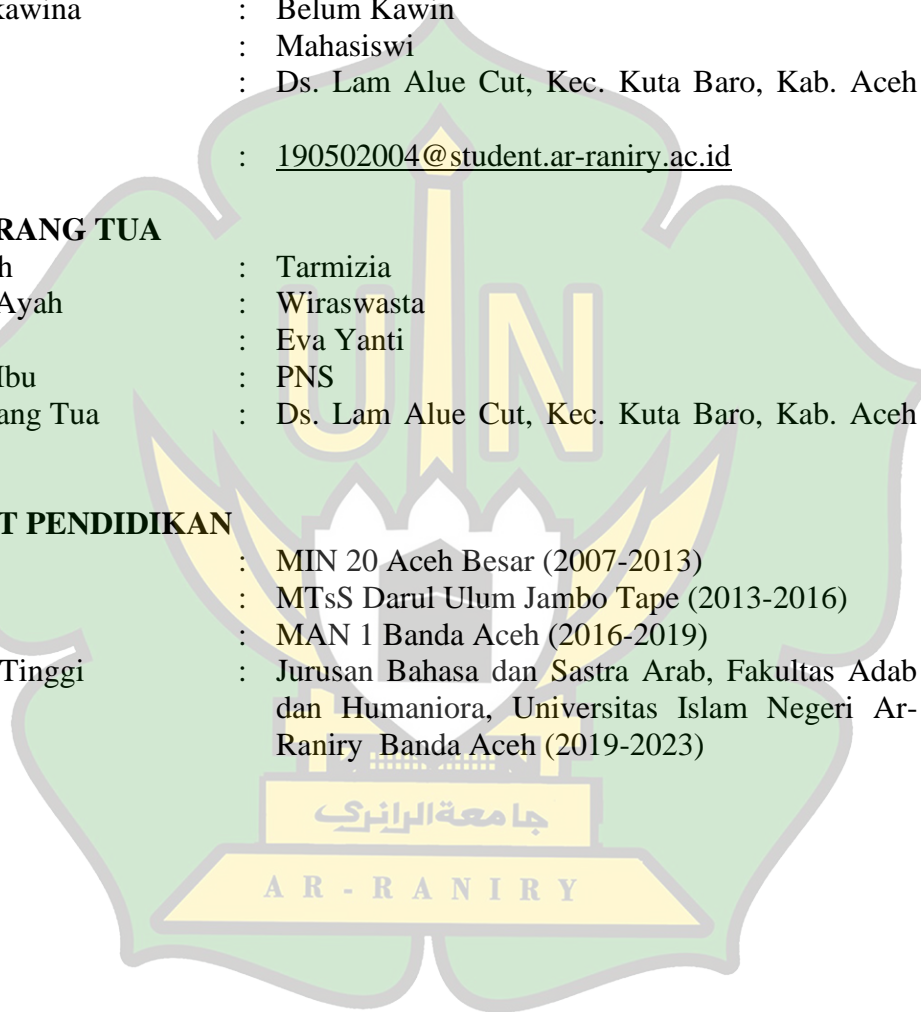 kawina : Belum Kawin
: Mahasiswi
: Ds. Lam Alue Cut, Kec. Kuta Baro, Kab. Aceh
: 190502004@student.ar-raniry.ac.id
RANG TUA
h : Tarmizia
Ayah : Wiraswasta
: Eva Yanti
Ibu : PNS
ang Tua : Ds. Lam Alue Cut, Kec. Kuta Baro, Kab. Aceh
T PENDIDIKAN
: MIN 20 Aceh Besar (2007-2013)
: MTsS Darul Ulum Jambo Tape (2013-2016)
: MAN 1 Banda Aceh (2016-2019)
Tinggi : Jurusan Bahasa dan Sastra Arab, Fakultas Adab
dan Humaniora, Universitas Islam Negeri Ar-
Raniry Banda Aceh (2019-2023)
UIN
جامعةالرانري
AR-RANIRY